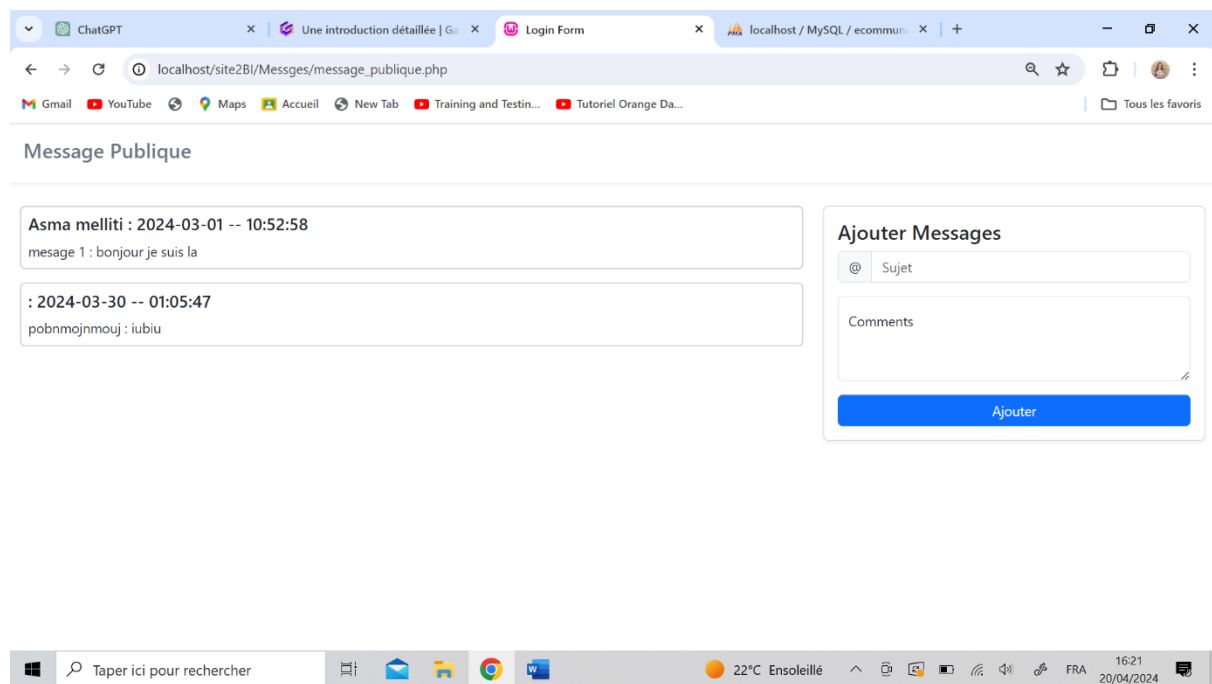 ChatGPT
Une introduction détaillée | Ga
Login Form
localhost / MySQL / ecommun
localhost/site2BI/Messges/message_publique.php
Gmail YouTube Maps Accueil New Tab Training and Testin... Tutoriel Orange Da... Tous les favoris
Message Publique
Asma melliti : 2024-03-01 -- 10:52:58
mesage 1 : bonjour je suis la
: 2024-03-30 -- 01:05:47
pobnmojnmouj : iubiu
Ajouter Messages
@ Sujet
Comments
Ajouter
Taper ici pour rechercher
22°C Ensoleillé
FRA
16:21
20/04/2024